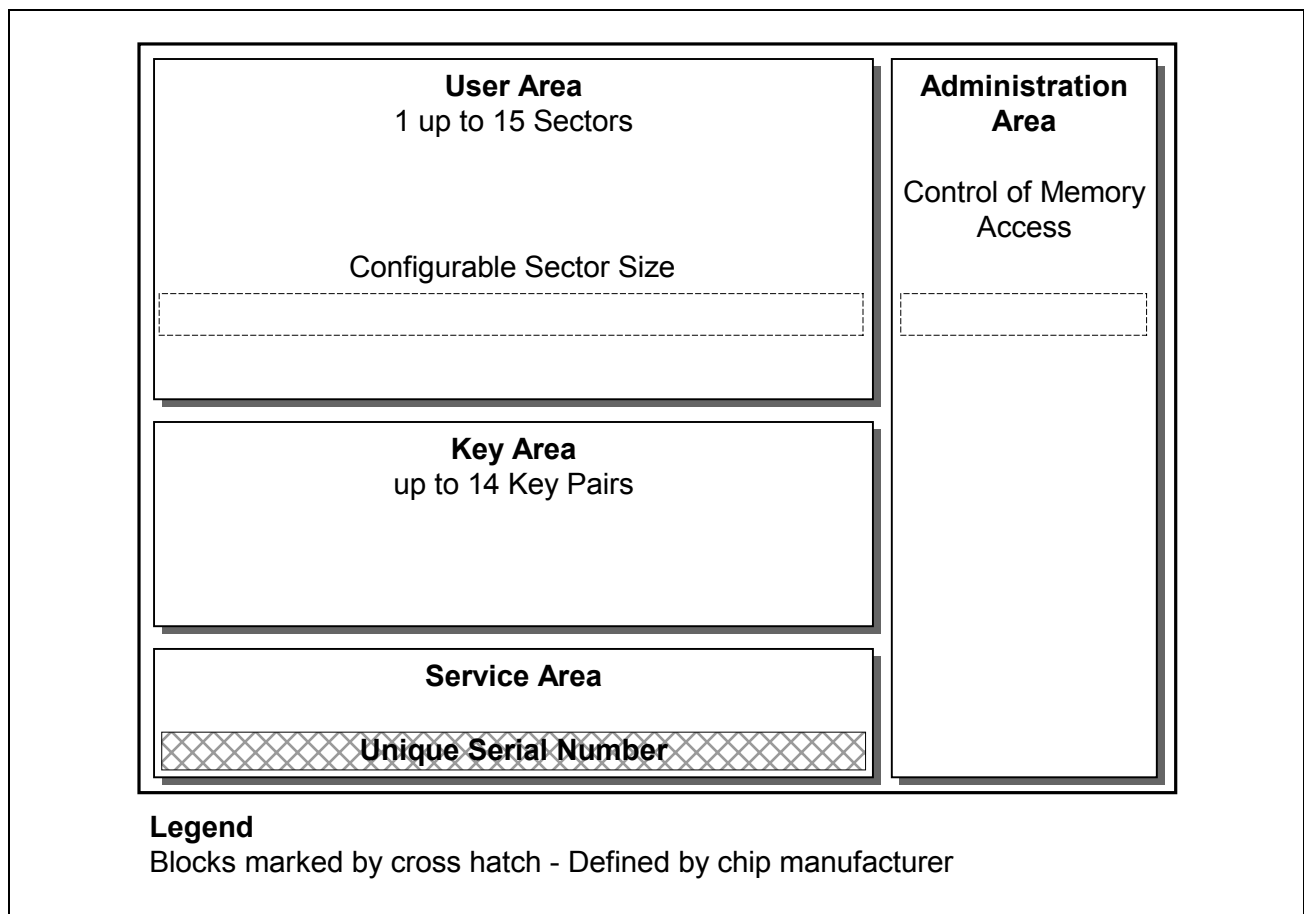 User Area
1 up to 15 Sectors
Configurable Sector Size
Administration
Area
Control of Memory
Access
Key Area
up to 14 Key Pairs
Service Area
Unique Serial Number
Legend
Blocks marked by cross hatch - Defined by chip manufacturer